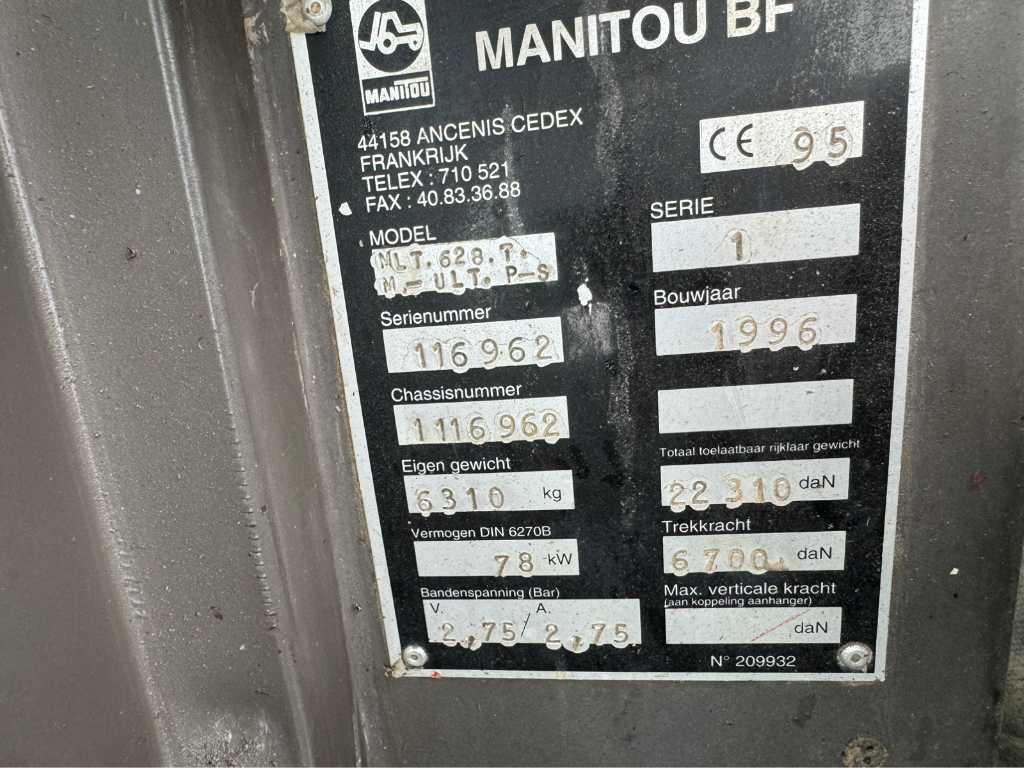 MANITOU BF
MANITOU
44158 ANCENIS CEDEX
FRANKRIJK
TELEX : 710 521
FAX : 40.83.36.88
CE 95
MODEL
MLT.628.T.
M.-ULT. P-S
SERIE
1
Serienummer
116962
Bouwjaar
1996
Chassisnummer
1116962
Eigen gewicht
6310 kg
Totaal toelaatbaar rijklaar gewicht
22310 daN
Vermogen DIN 6270B
78 kW
Trekkracht
6700. daN
Bandenspanning (Bar)
V. A.
2,75/2,75
Max. verticale kracht
(aan koppeling aanhanger)
daN
N° 209932